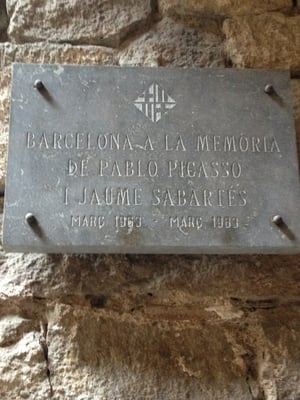 BARCELONA A LA MEMÒRIA
DE PABLO PICASSO
I JAUME SABARTÉS
MARÇ 1963 - MARÇ 1983